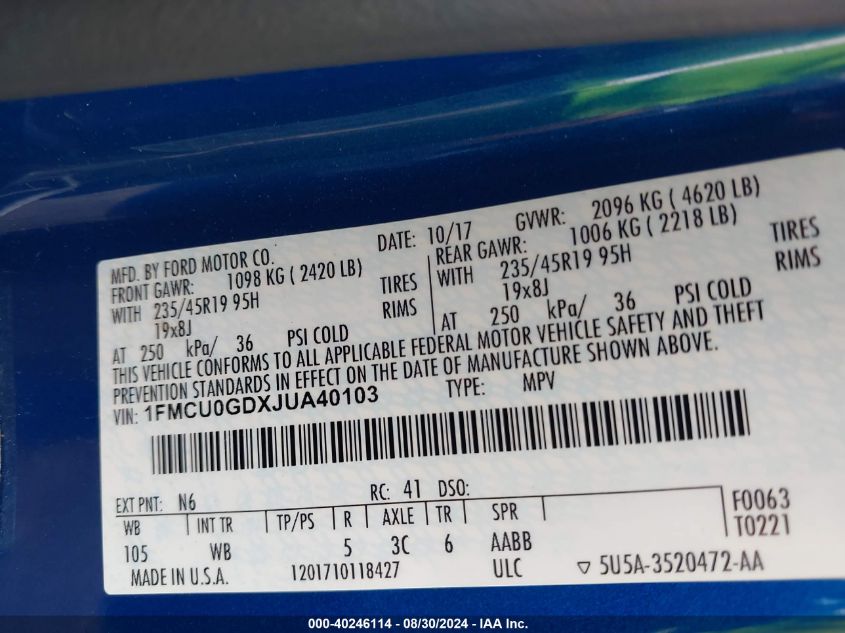 MFD. BY FORD MOTOR CO. DATE: 10/17 GVWR: 2096 KG ( 4620 LB)
FRONT GAWR: 1098 KG ( 2420 LB) REAR GAWR: 1006 KG ( 2218 LB)
WITH 235/45R19 95H TIRES WITH 235/45R19 95H TIRES
19x8J RIMS 19x8J RIMS
AT 250 kPa/ 36 PSI COLD AT 250 kPa/ 36 PSI COLD
THIS VEHICLE CONFORMS TO ALL APPLICABLE FEDERAL MOTOR VEHICLE SAFETY AND THEFT
PREVENTION STANDARDS IN EFFECT ON THE DATE OF MANUFACTURE SHOWN ABOVE.
VIN: 1FMCU0GDXJUA40103 TYPE: MPV
EXT PNT: N6 RC: 41 DSO: F0063
WB INT TR TP/PS R AXLE TR SPR T0221
105 WB 5 3C 6 AABB
MADE IN U.S.A. 1201710118427 ULC ▽ 5U5A-3520472-AA
000-40246114 - 08/30/2024 - IAA Inc.